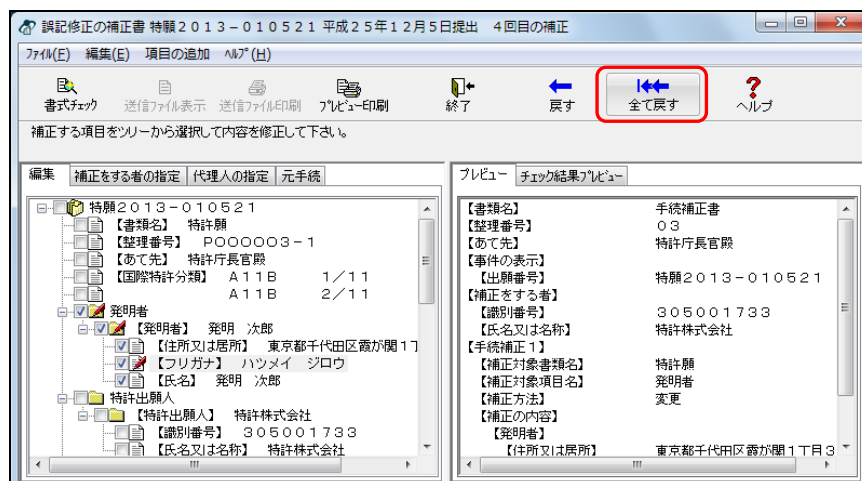 誤記修正の補正書 特願２０１３－０１０５２１ 平成２５年１２月５日提出　４回目の補正
ﾌｧｲﾙ(F)　編集(E)　項目の追加　ﾍﾙﾌﾟ(H)
書式ﾁｪｯｸ　送信ﾌｧｲﾙ表示　送信ﾌｧｲﾙ印刷　ﾌﾟﾚﾋﾞｭｰ印刷　終了　戻す　全て戻す　ヘルプ
補正する項目をツリーから選択して内容を修正して下さい。
編集　補正をする者の指定　代理人の指定　元手続
特願２０１３－０１０５２１
【書類名】　特許願
【整理番号】　Ｐ０００００３－１
【あて先】　特許庁長官殿
【国際特許分類】　Ａ１１Ｂ　１／１１
Ａ１１Ｂ　２／１１
発明者
【発明者】　発明　次郎
【住所又は居所】　東京都千代田区霞が関１丁
【フリガナ】　ハツメイ　ジロウ
【氏名】　発明　次郎
特許出願人
【特許出願人】　特許株式会社
【識別番号】　３０５００１７３３
【氏名又は名称】　特許株式会社
プレビュー　ﾁｪｯｸ結果ﾌﾟﾚﾋﾞｭｰ
【書類名】　手続補正書
【整理番号】　０３
【あて先】　特許庁長官殿
【事件の表示】
【出願番号】　特願２０１３－０１０５２１
【補正をする者】
【識別番号】　３０５００１７３３
【氏名又は名称】　特許株式会社
【手続補正１】
【補正対象書類名】　特許願
【補正対象項目名】　発明者
【補正方法】　変更
【補正の内容】
【発明者】
【住所又は居所】　東京都千代田区霞が関１丁目３